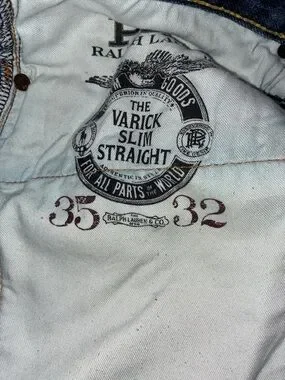 P
RALPH LAU
GOODS
SUPERIOR IN QUALITY &
THE
VARICK
SLIM
STRAIGHT
AUTHENTIC IN STYLE
FOR ALL PARTS OF THE WORLD
35 RALPH LAUREN & CO. 32